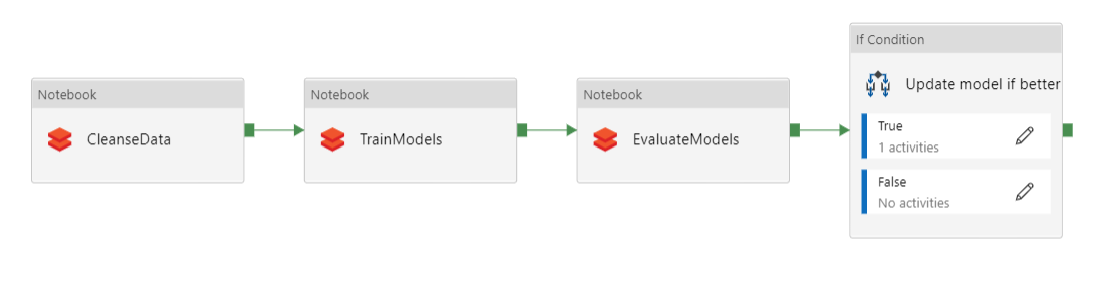 Notebook
CleanseData
Notebook
TrainModels
Notebook
EvaluateModels
If Condition
Update model if better
True
1 activities
False
No activities